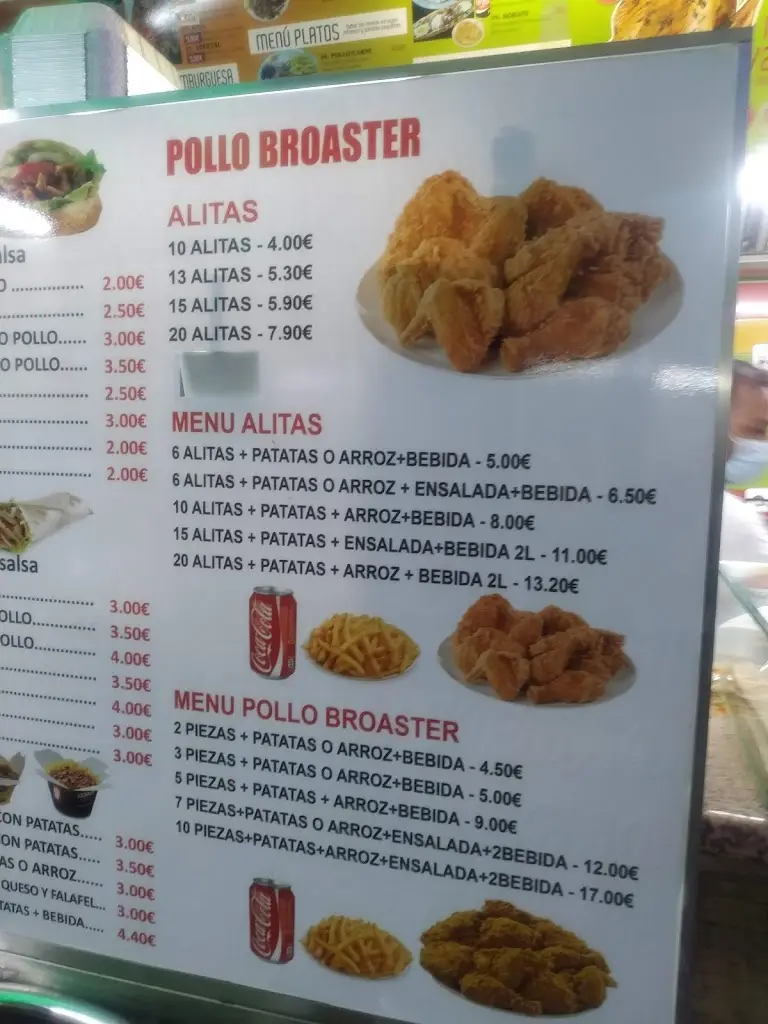 MENÚ PLATOS
MBURGUESA
POLLO BROASTER
ALITAS
10 ALITAS - 4.00€
13 ALITAS - 5.30€
15 ALITAS - 5.90€
20 ALITAS - 7.90€
MENU ALITAS
6 ALITAS + PATATAS O ARROZ+BEBIDA - 5.00€
6 ALITAS + PATATAS O ARROZ + ENSALADA+BEBIDA - 6.50€
10 ALITAS + PATATAS + ARROZ+BEBIDA - 8.00€
15 ALITAS + PATATAS + ENSALADA+BEBIDA 2L - 11.00€
20 ALITAS + PATATAS + ARROZ + BEBIDA 2L - 13.20€
Coca-Cola
MENU POLLO BROASTER
2 PIEZAS + PATATAS O ARROZ+BEBIDA - 4.50€
3 PIEZAS + PATATAS O ARROZ+BEBIDA - 5.00€
5 PIEZAS + PATATAS + ARROZ+BEBIDA - 9.00€
7 PIEZAS+PATATAS O ARROZ+ENSALADA+2BEBIDA - 12.00€
10 PIEZAS+PATATAS+ARROZ+ENSALADA+2BEBIDA - 17.00€
Coca-Cola
alsa
O ................ 2.00€
................ 2.50€
O POLLO...... 3.00€
O POLLO...... 3.50€
................ 2.50€
................ 3.00€
................ 2.00€
................ 2.00€
salsa
................ 3.00€
OLLO............ 3.50€
OLLO............ 4.00€
................ 3.50€
................ 4.00€
................ 3.00€
................ 3.00€
CON PATATAS..... 3.00€
CON PATATAS..... 3.50€
AS O ARROZ...... 3.00€
QUESO Y FALAFEL... 3.00€
TATAS + BEBIDA..... 4.40€